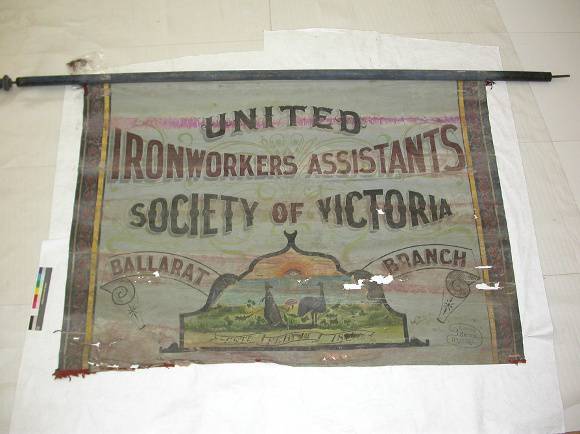 UNITED
IRONWORKERS ASSISTANTS
SOCIETY OF VICTORIA
BALLARAT BRANCH